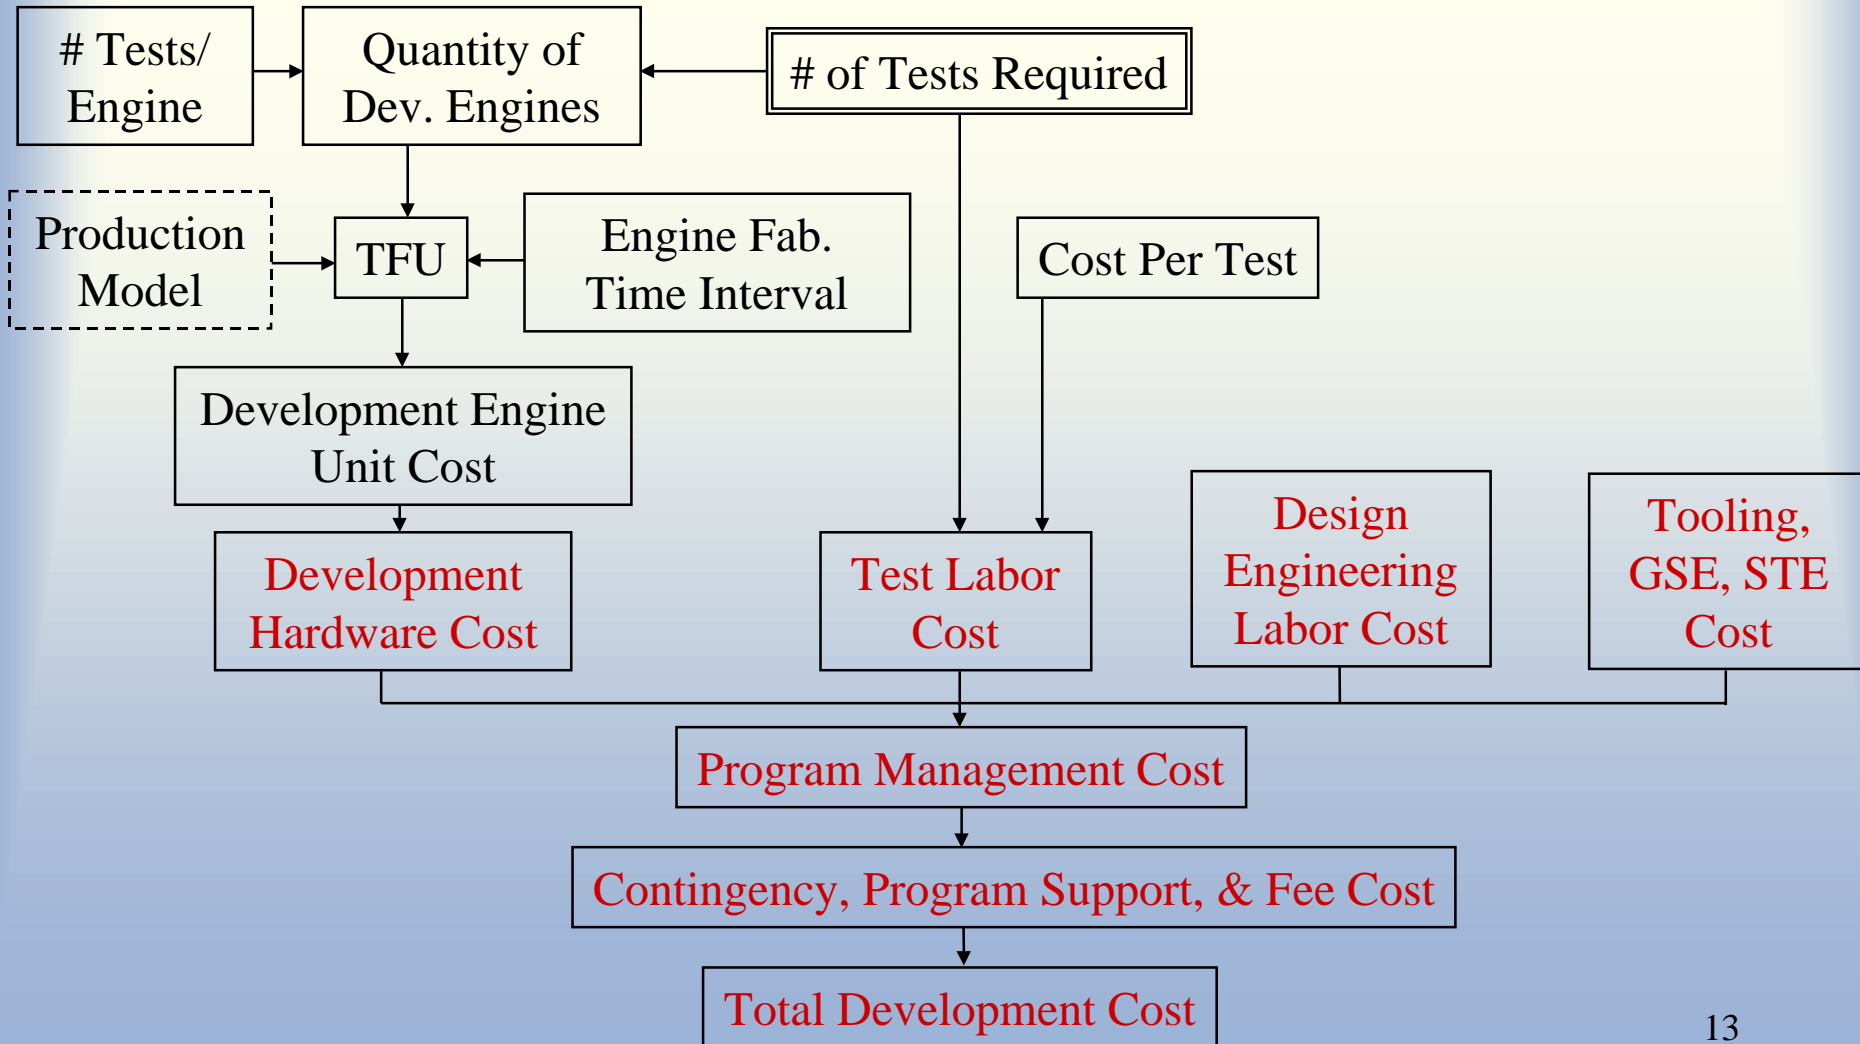 # Tests/
Engine
Quantity of
Dev. Engines
# of Tests Required
Production
Model
TFU
Engine Fab.
Time Interval
Cost Per Test
Development Engine
Unit Cost
Development
Hardware Cost
Test Labor
Cost
Design
Engineering
Labor Cost
Tooling,
GSE, STE
Cost
Program Management Cost
Contingency, Program Support, & Fee Cost
Total Development Cost
13